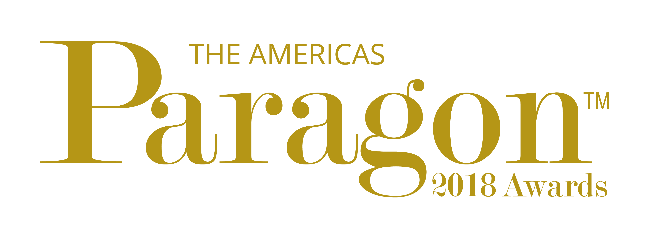 THE AMERICAS
Paragon™
2018 Awards